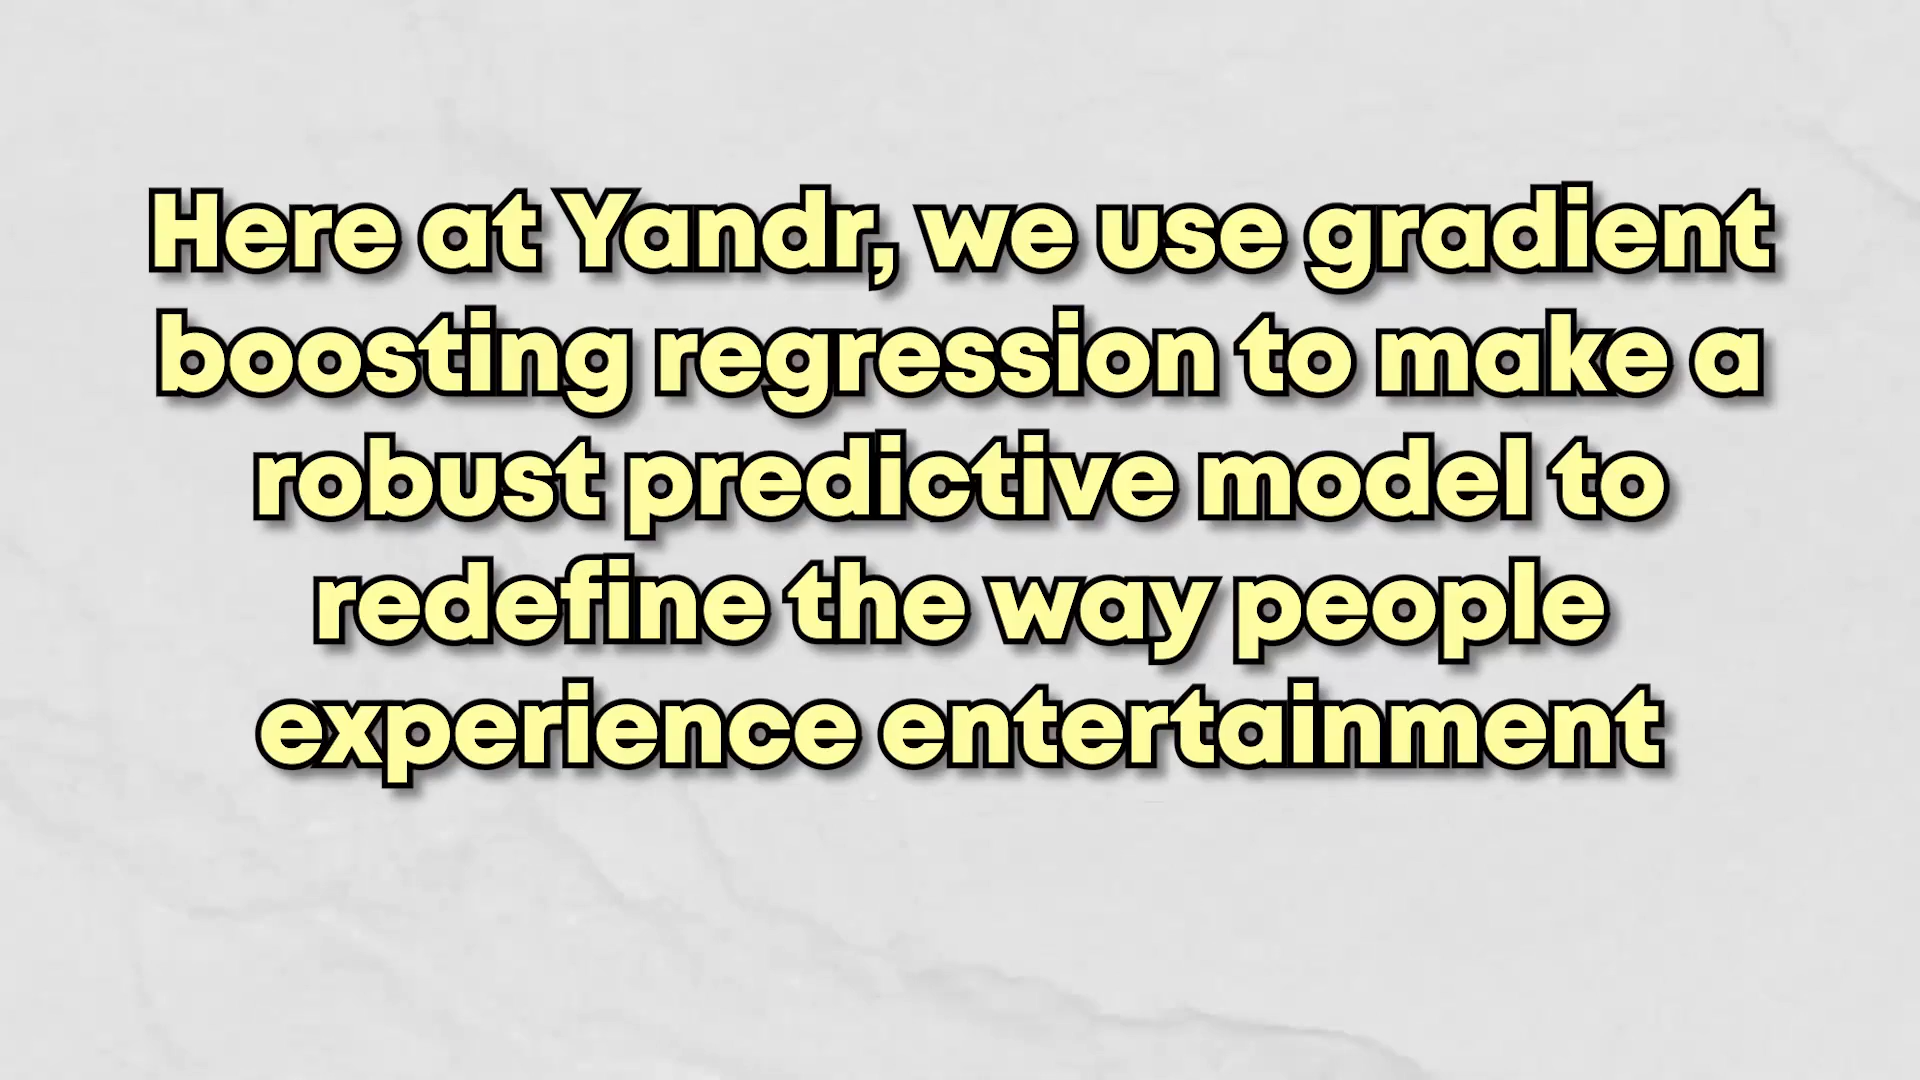 Here at Yandr, we use gradient
boosting regression to make a
robust predictive model to
redefine the way people
experience entertainment